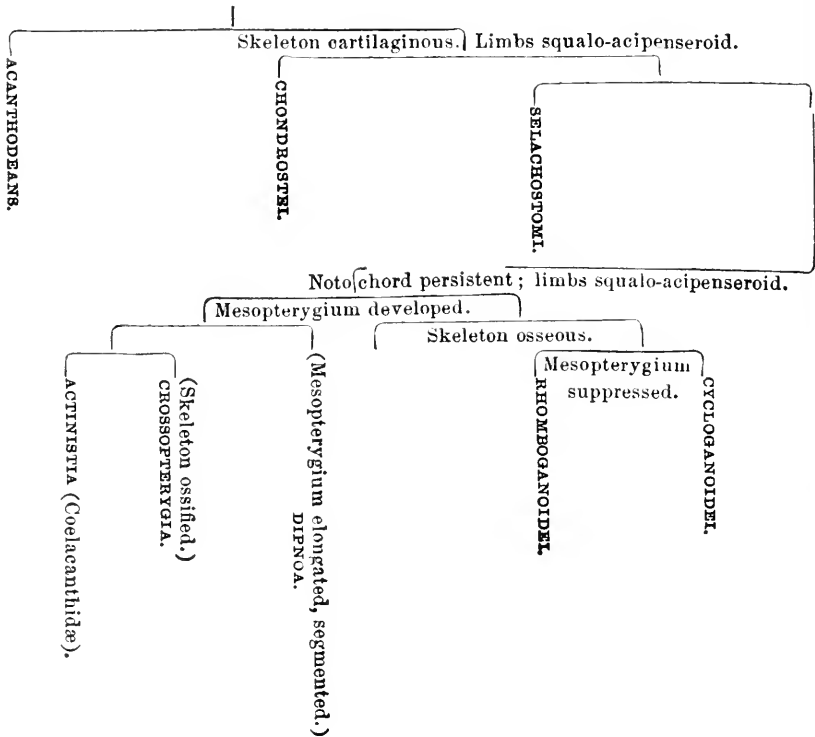 Skeleton cartilaginous. Limbs squalo-acipenseroid.
ACANTHODEANS.
CHONDROSTEI.
SELACHOSTOMI.
Notochord persistent; limbs squalo-acipenseroid.
Mesopterygium developed.
Skeleton osseous.
Mesopterygium
suppressed.
ACTINISTIA (Coelacanthidæ).
(Skeleton ossified.)
CROSSOPTERYGIA.
(Mesopterygium elongated, segmented.)
DIPNOA.
RHOMBOGANOIDEI.
CYCLOGANOIDEI.